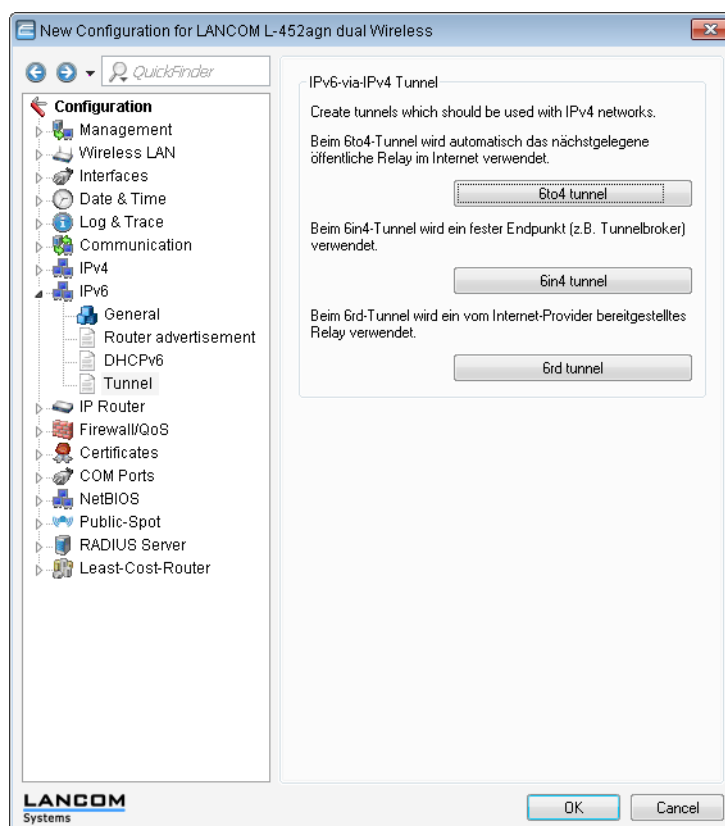 New Configuration for LANCOM L-452agn dual Wireless
QuickFinder
Configuration
Management
Wireless LAN
Interfaces
Date & Time
Log & Trace
Communication
IPv4
IPv6
General
Router advertisement
DHCPv6
Tunnel
IP Router
Firewall/QoS
Certificates
COM Ports
NetBIOS
Public-Spot
RADIUS Server
Least-Cost-Router
IPv6-via-IPv4 Tunnel
Create tunnels which should be used with IPv4 networks.
Beim 6to4-Tunnel wird automatisch das nächstgelegene
öffentliche Relay im Internet verwendet.
6to4 tunnel
Beim 6in4-Tunnel wird ein fester Endpunkt (z.B. Tunnelbroker)
verwendet.
6in4 tunnel
Beim 6rd-Tunnel wird ein vom Internet-Provider bereitgestelltes
Relay verwendet.
6rd tunnel
LANCOM
Systems
OK
Cancel